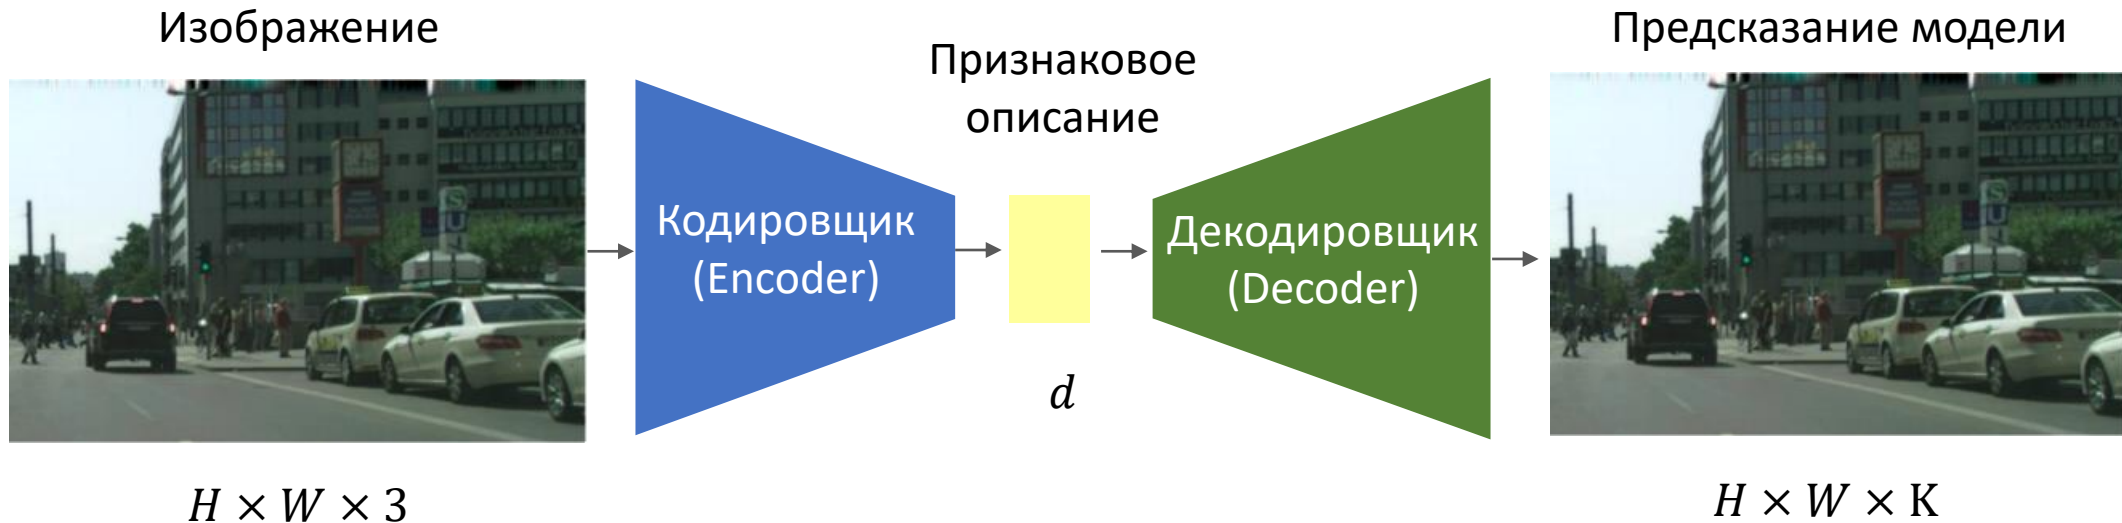 Изображение
Признаковое
описание
Предсказание модели
Кодировщик
(Encoder)
Декодировщик
(Decoder)
S
U
S
U
d
H × W × 3
H × W × K